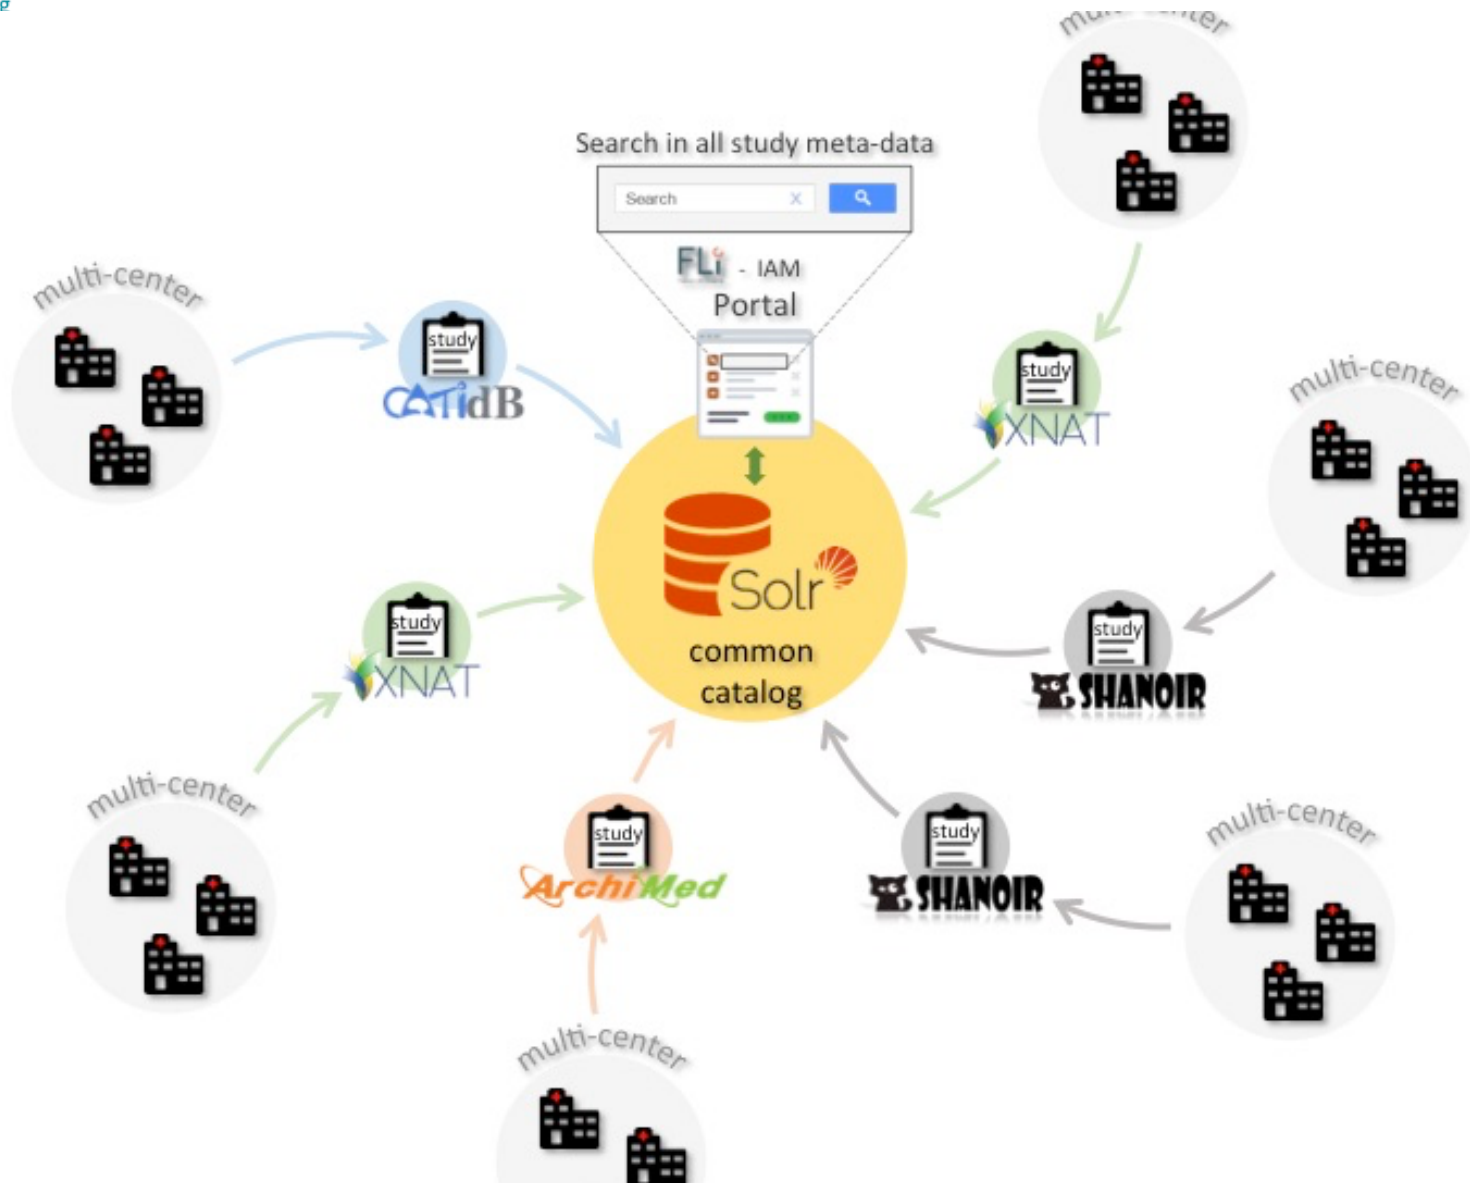 g
multi-center
Search in all study meta-data
Search X
FLi - IAM
Portal
multi-center
study
CATidB
study
XNAT
multi-center
Solr
common
catalog
study
XNAT
study
SHANOIR
multi-center
study
ArchiMed
study
SHANOIR
multi-center
multi-center